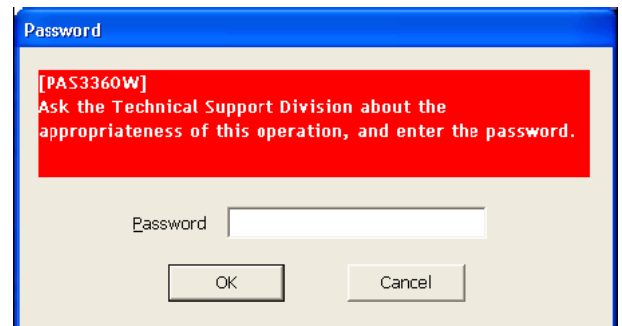 Password
[PAS3360W]
Ask the Technical Support Division about the
appropriateness of this operation, and enter the password.
Password
OK Cancel